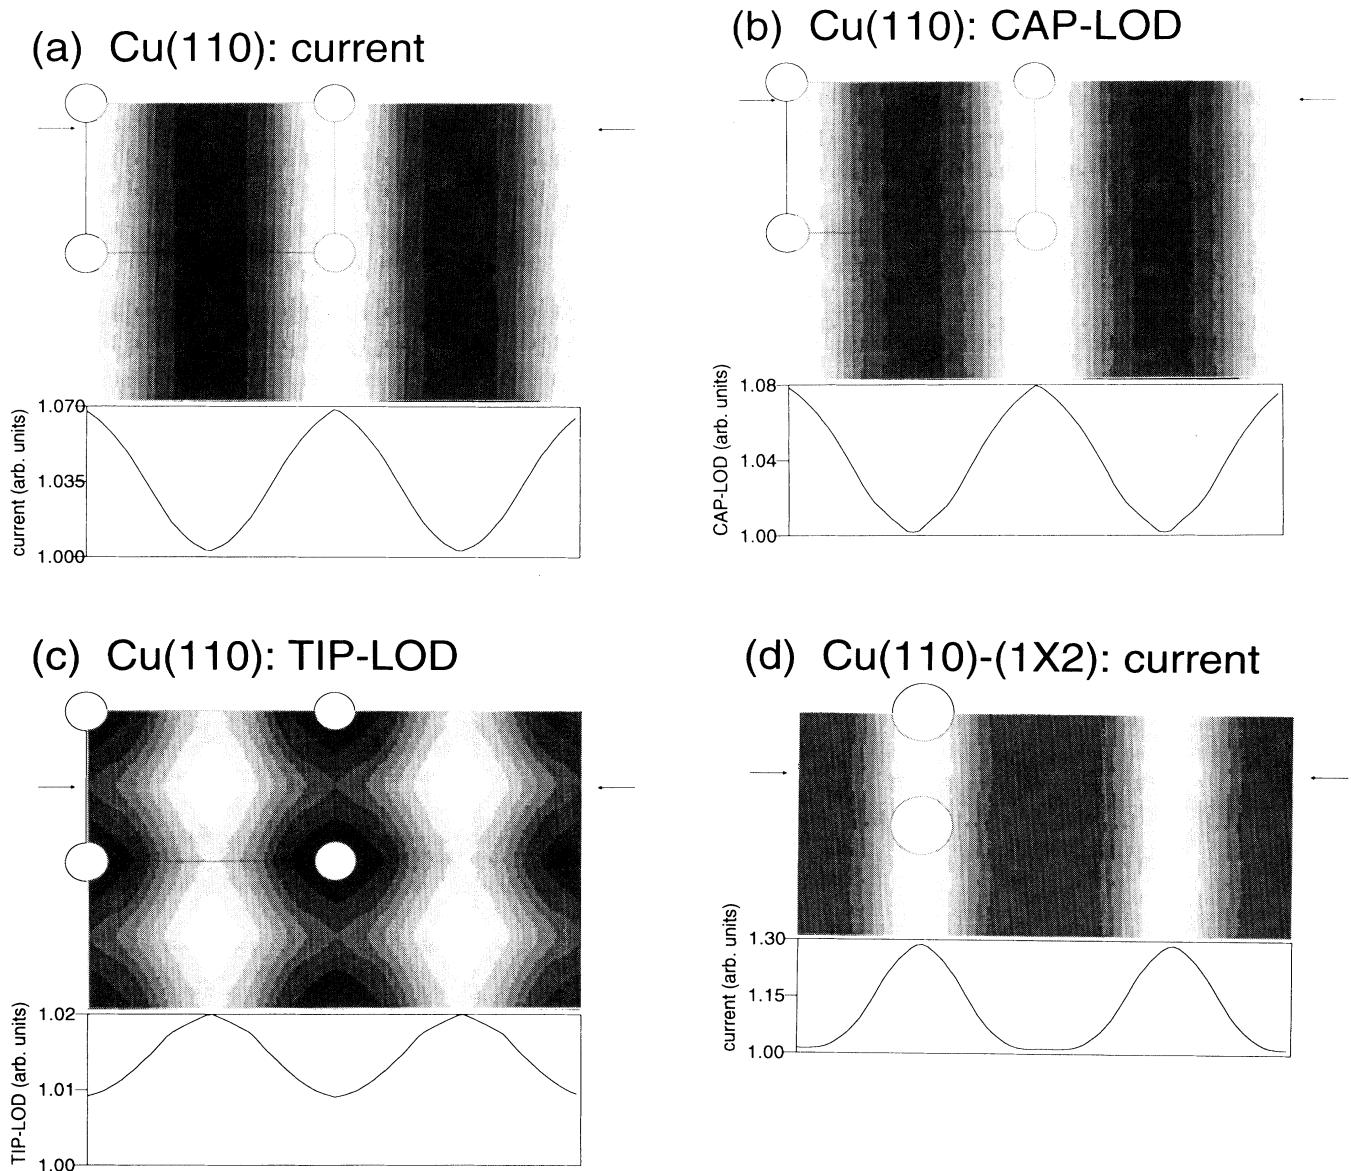 (a) Cu(110): current
current (arb. units)
1.070
1.035
1.000
(b) Cu(110): CAP-LOD
CAP-LOD (arb. units)
1.08
1.04
1.00
(c) Cu(110): TIP-LOD
TIP-LOD (arb. units)
1.02
1.01
1.00
(d) Cu(110)-(1X2): current
current (arb. units)
1.30
1.15
1.00